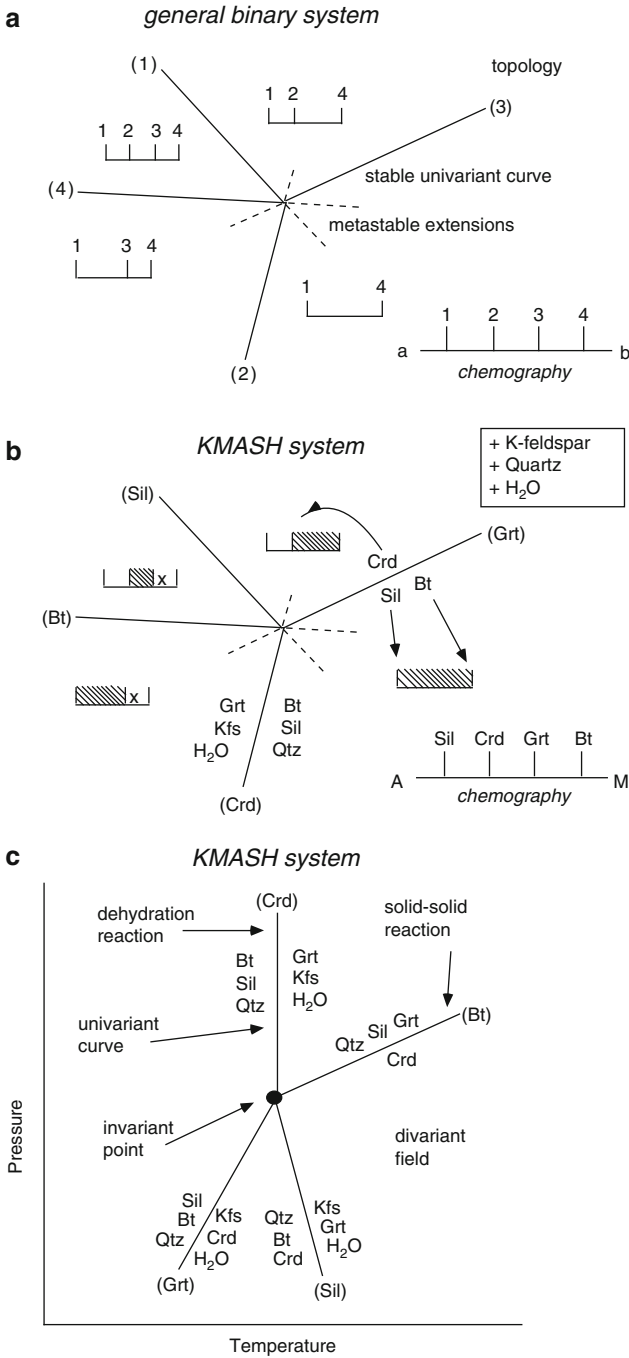 a
general binary system
(1)
topology
1 2 4
(3)
1 2 3 4
stable univariant curve
(4)
metastable extensions
1 3 4
1 4
1 2 3 4
a b
chemography
(2)
b
KMASH system
+ K-feldspar
+ Quartz
+ H₂O
(Sil)
(Grt)
Crd
Sil
Bt
x
(Bt)
x
Grt
Kfs
H₂O
Bt
Sil
Qtz
Sil Crd Grt Bt
A M
chemography
(Crd)
c
KMASH system
dehydration
reaction
(Crd)
solid-solid
reaction
Bt
Sil
Qtz
Grt
Kfs
H₂O
(Bt)
Qtz Sil Grt
Crd
univariant
curve
invariant
point
divariant
field
Sil
Bt
Qtz
Kfs
Crd
H₂O
Qtz
Bt
Crd
Kfs
Grt
H₂O
(Grt)
(Sil)
Pressure
Temperature